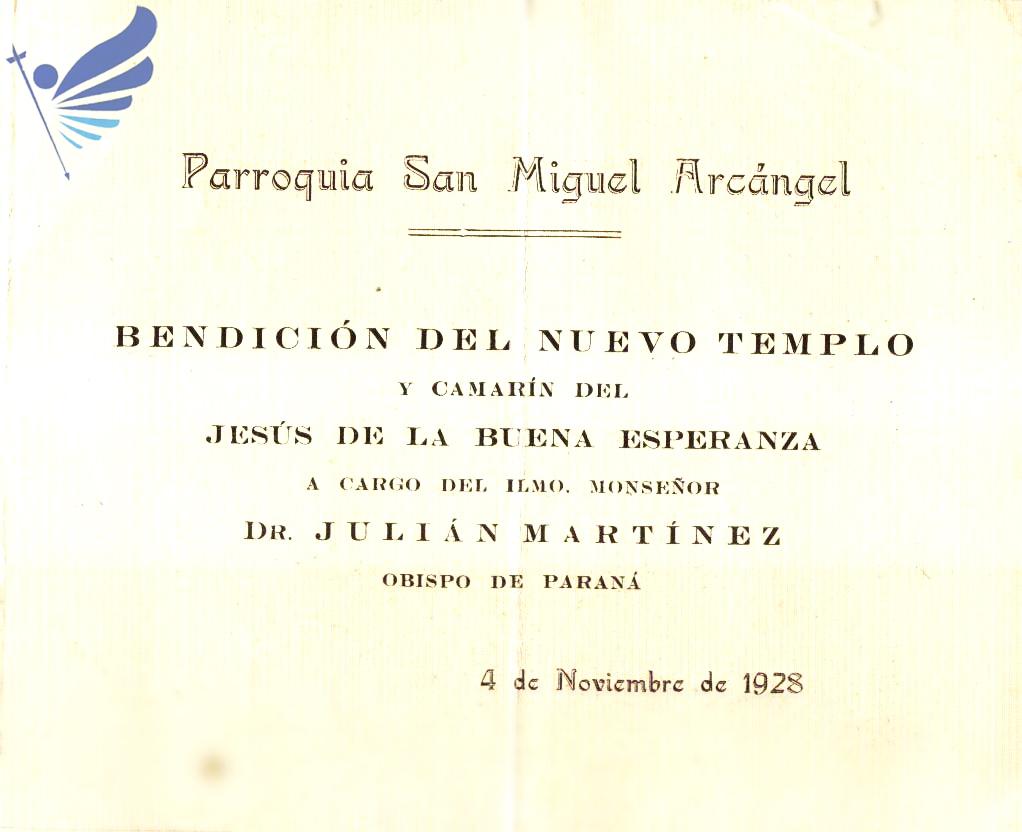 Parroquia San Miguel Arcángel
BENDICIÓN DEL NUEVO TEMPLO
Y CAMARÍN DEL
JESÚS DE LA BUENA ESPERANZA
A CARGO DEL ILMO. MONSEÑOR
DR. JULIÁN MARTÍNEZ
OBISPO DE PARANÁ
4 de Noviembre de 1928